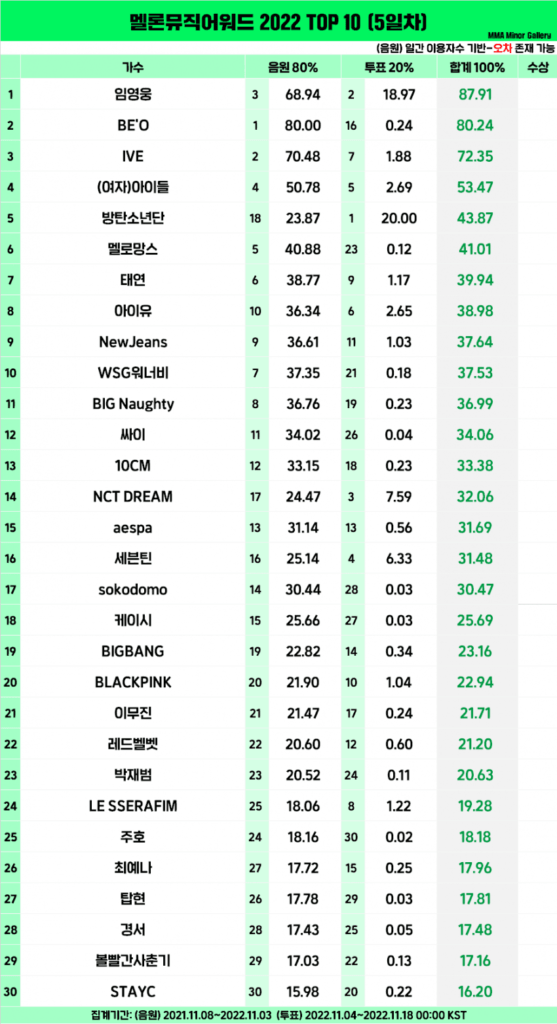 멜론뮤직어워드 2022 TOP 10 (5일차)
MMA Minor Gallery
(음원) 일간 이용자수 기반-오차 존재 가능
가수 음원 80% 투표 20% 합계 100% 수상
1 임영웅 3 68.94 2 18.97 87.91
2 BE'O 1 80.00 16 0.24 80.24
3 IVE 2 70.48 7 1.88 72.35
4 (여자)아이들 4 50.78 5 2.69 53.47
5 방탄소년단 18 23.87 1 20.00 43.87
6 멜로망스 5 40.88 23 0.12 41.01
7 태연 6 38.77 9 1.17 39.94
8 아이유 10 36.34 6 2.65 38.98
9 NewJeans 9 36.61 11 1.03 37.64
10 WSG워너비 7 37.35 21 0.18 37.53
11 BIG Naughty 8 36.76 19 0.23 36.99
12 싸이 11 34.02 26 0.04 34.06
13 10CM 12 33.15 18 0.23 33.38
14 NCT DREAM 17 24.47 3 7.59 32.06
15 aespa 13 31.14 13 0.56 31.69
16 세븐틴 16 25.14 4 6.33 31.48
17 sokodomo 14 30.44 28 0.03 30.47
18 케이시 15 25.66 27 0.03 25.69
19 BIGBANG 19 22.82 14 0.34 23.16
20 BLACKPINK 20 21.90 10 1.04 22.94
21 이무진 21 21.47 17 0.24 21.71
22 레드벨벳 22 20.60 12 0.60 21.20
23 박재범 23 20.52 24 0.11 20.63
24 LE SSERAFIM 25 18.06 8 1.22 19.28
25 주호 24 18.16 30 0.02 18.18
26 최예나 27 17.72 15 0.25 17.96
27 탑현 26 17.78 29 0.03 17.81
28 경서 28 17.43 25 0.05 17.48
29 볼빨간사춘기 29 17.03 22 0.13 17.16
30 STAYC 30 15.98 20 0.22 16.20
집계기간: (음원) 2021.11.08~2022.11.03 (투표) 2022.11.04~2022.11.18 00:00 KST